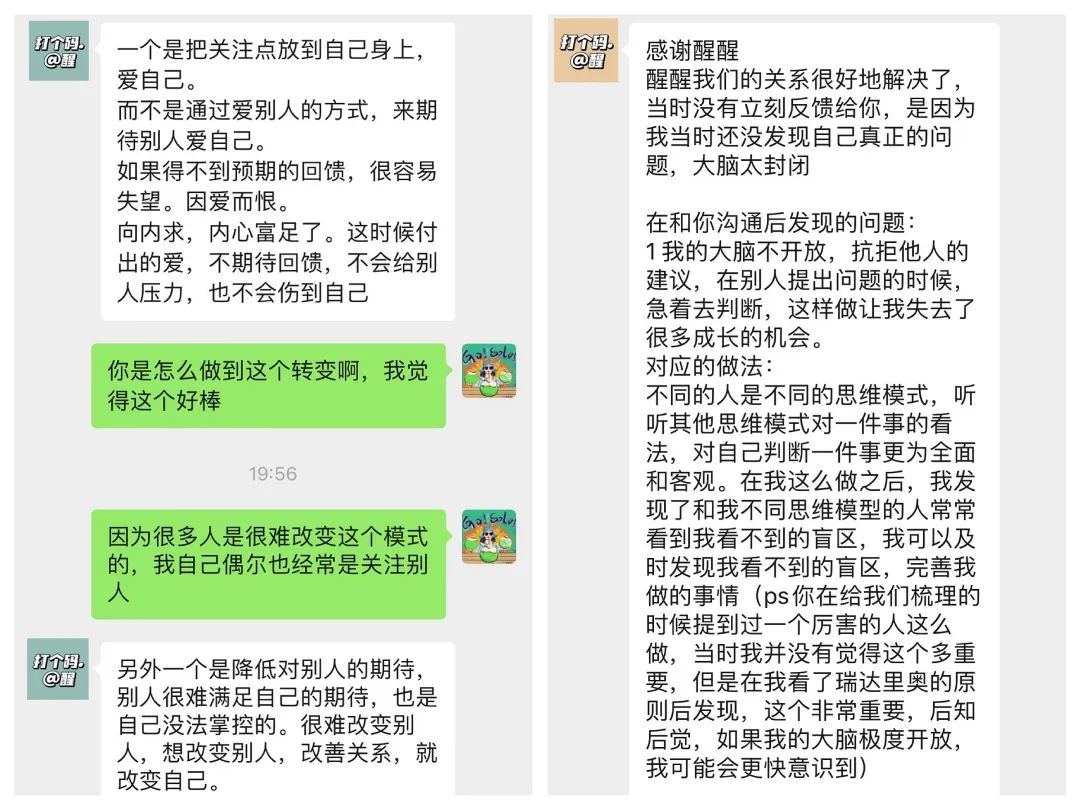 打个码.
@醒
一个是把关注点放到自己身上，
爱自己。
而不是通过爱别人的方式，来期
待别人爱自己。
如果得不到预期的回馈，很容易
失望。因爱而恨。
向内求，内心富足了。这时候付
出的爱，不期待回馈，不会给别
人压力，也不会伤到自己
你是怎么做到这个转变啊，我觉
得这个好棒
Go! Solo!
19:56
因为很多人是很难改变这个模式
的，我自己偶尔也经常是关注别
人
Go! Solo!
打个码.
@醒
另外一个是降低对别人的期待，
别人很难满足自己的期待，也是
自己没法掌控的。很难改变别
人，想改变别人，改善关系，就
改变自己。
打个码.
@醒
感谢醒醒
醒醒我们的关系很好地解决了，
当时没有立刻反馈给你，是因为
我当时还没发现自己真正的问
题，大脑太封闭
在和你沟通后发现的问题：
1我的大脑不开放，抗拒他人的
建议，在别人提出问题的时候，
急着去判断，这样做让我失去了
很多成长的机会。
对应的做法：
不同的人是不同的思维模式，听
听其他思维模式对一件事的看
法，对自己判断一件事更为全面
和客观。在我这么做之后，我发
现了和我不同思维模型的人常常
看到我看不到的盲区，我可以及
时发现我看不到的盲区，完善我
做的事情（ps你在给我们梳理的
时候提到过一个厉害的人这么
做，当时我并没有觉得这个多重
要，但是在我看了瑞达里奥的原
则后发现，这个非常重要，后知
后觉，如果我的大脑极度开放，
我可能会更快意识到）